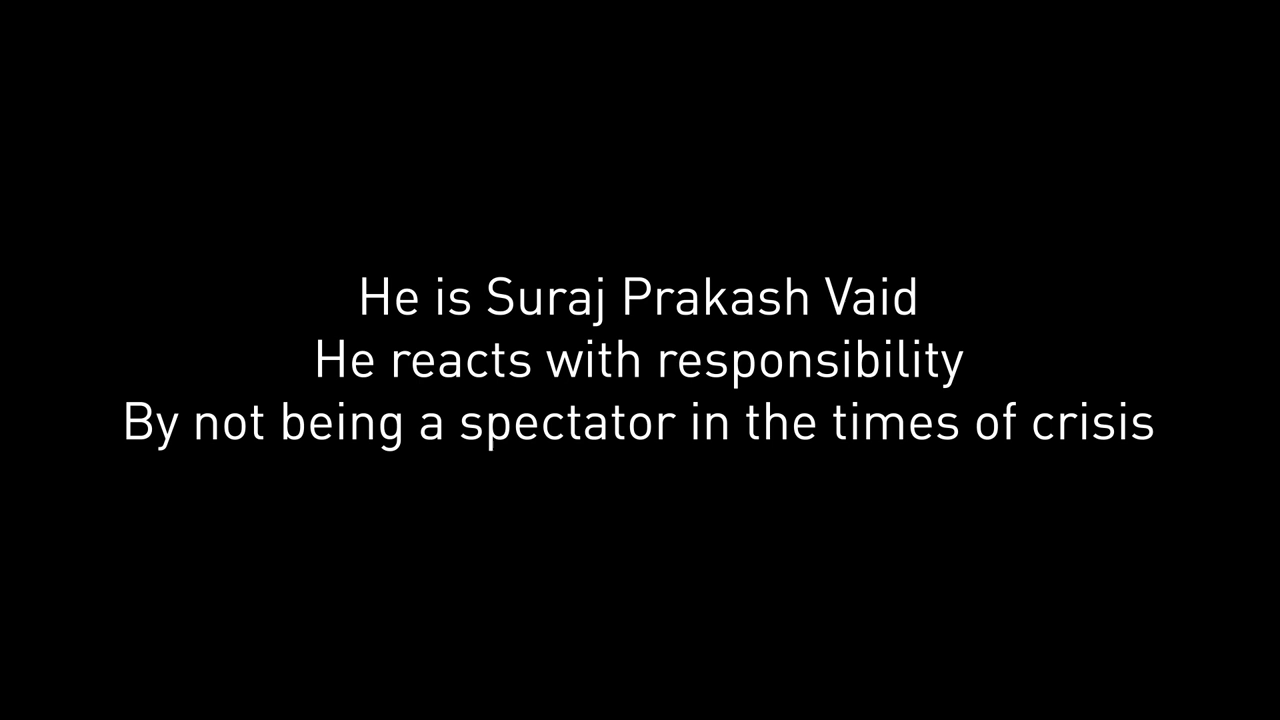 He is Suraj Prakash Vaid
He reacts with responsibility
By not being a spectator in the times of crisis